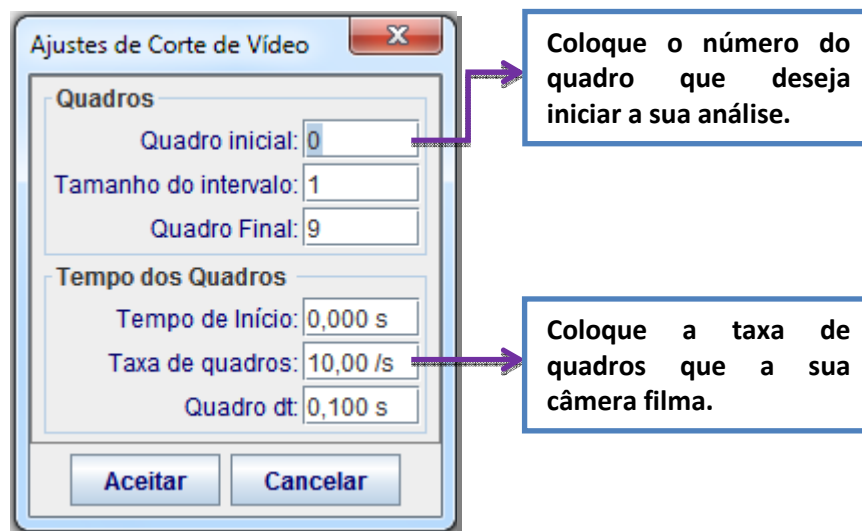 Ajustes de Corte de Vídeo
Quadros
Quadro inicial: 0
Tamanho do intervalo: 1
Quadro Final: 9
Tempo dos Quadros
Tempo de Início: 0,000 s
Taxa de quadros: 10,00 /s
Quadro dt: 0,100 s
Aceitar Cancelar
Coloque o número do
quadro que deseja
iniciar a sua análise.
Coloque a taxa de
quadros que a sua
câmera filma.